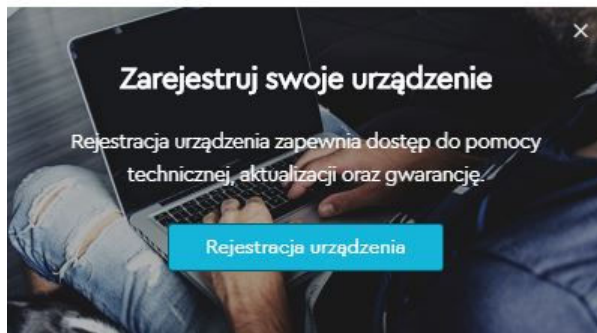 Zarejestruj swoje urządzenie
Rejestracja urządzenia zapewnia dostęp do pomocy
technicznej, aktualizacji oraz gwarancję.
Rejestracja urządzenia